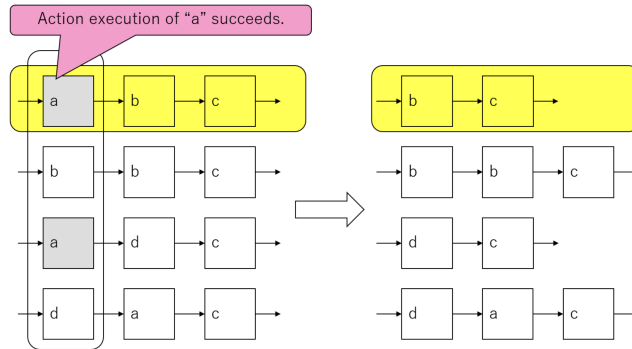 Action execution of “a” succeeds.
a b c b c
b b c b b c
a d c d c
d a c d a c